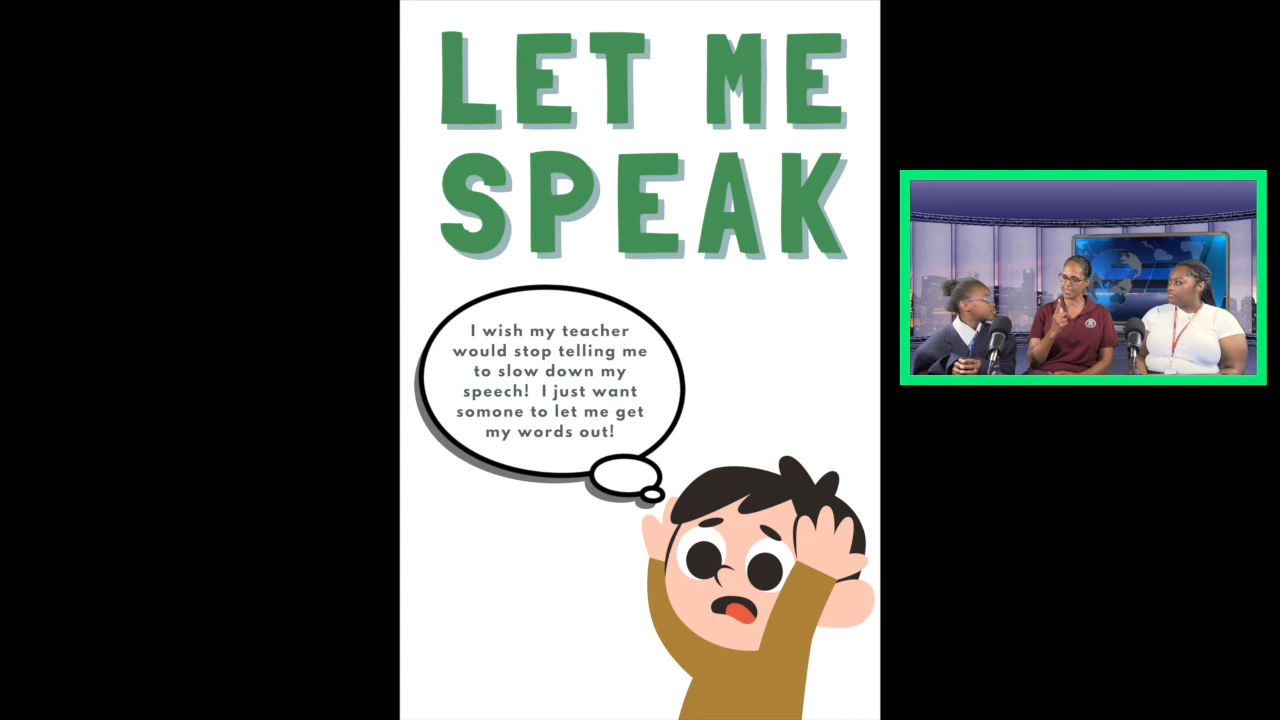 LET ME
SPEAK
I wish my teacher
would stop telling me
to slow down my
speech! I just want
somone to let me get
my words out!